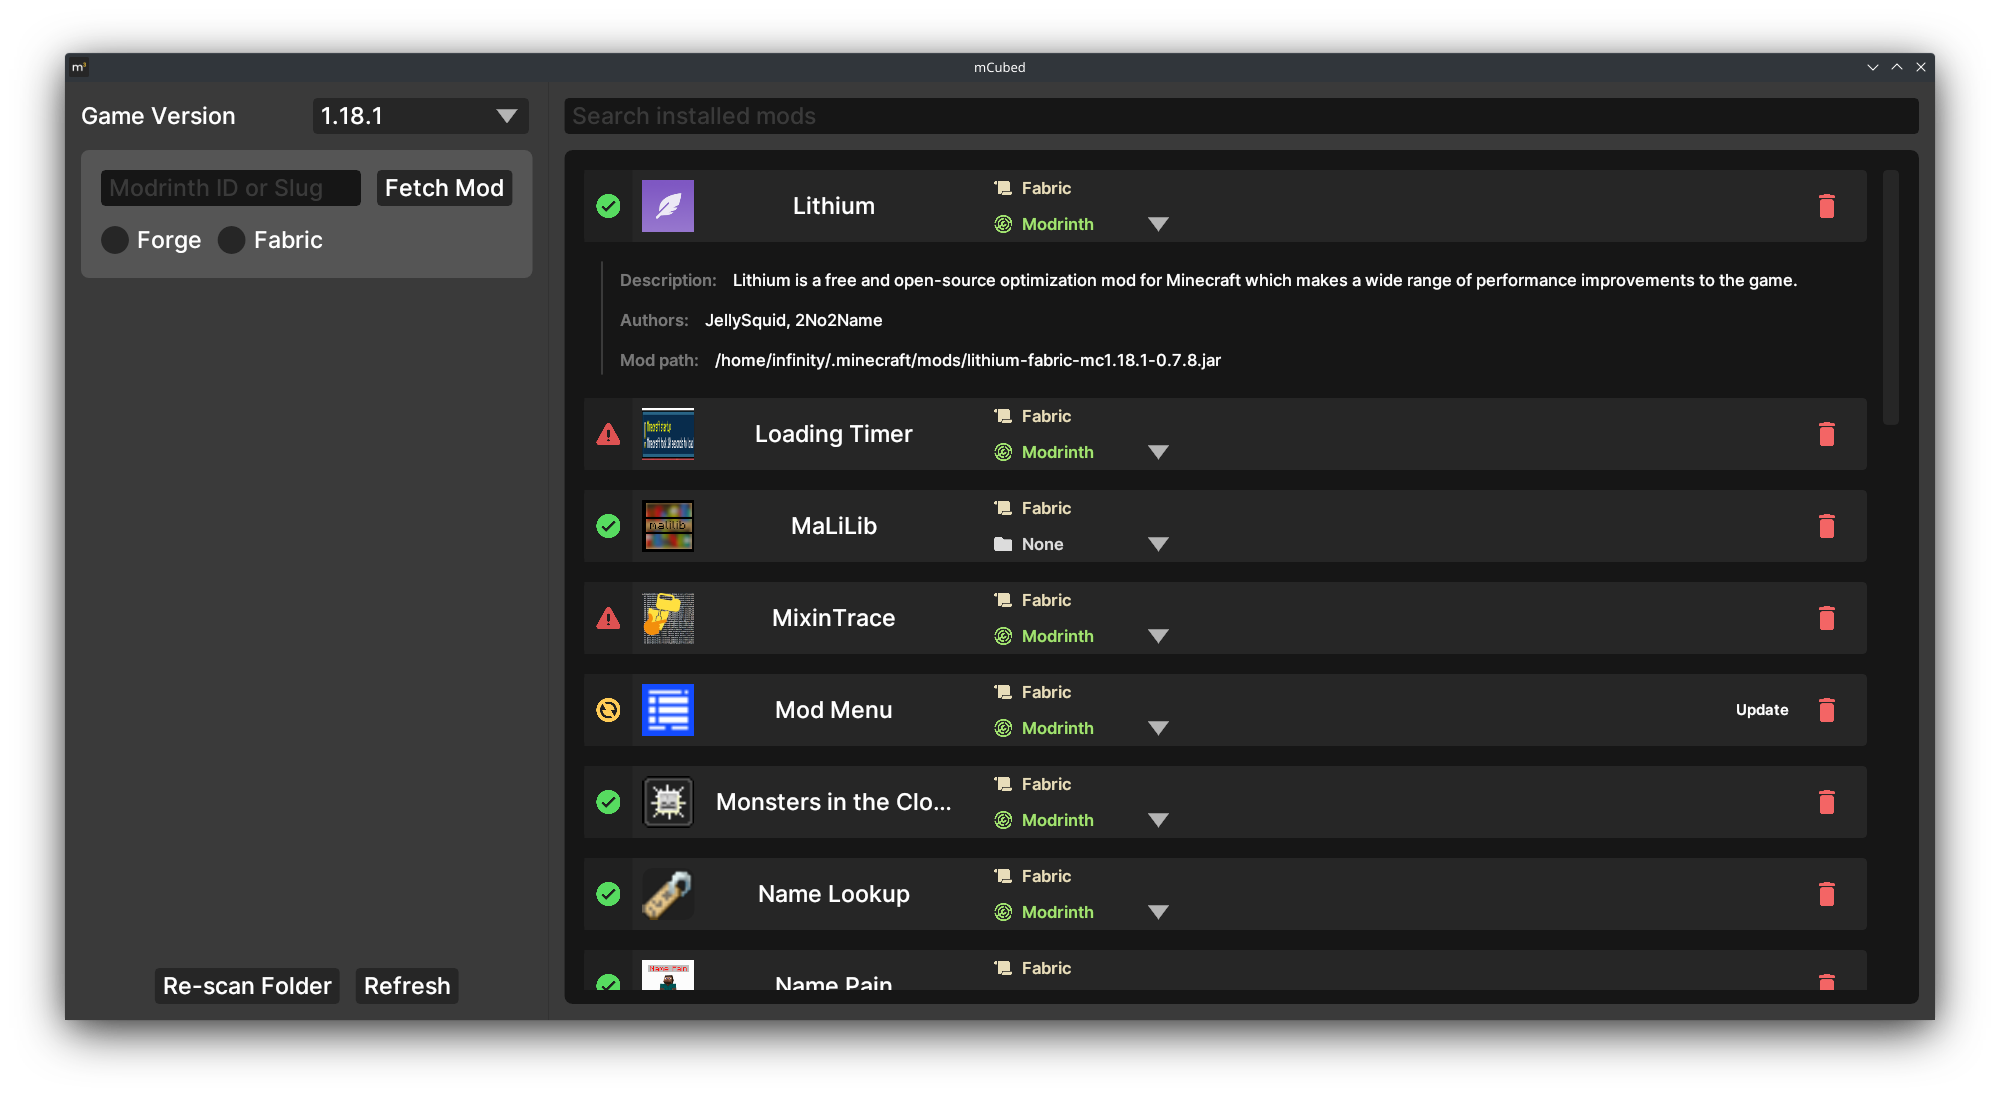 m³ mCubed
Game Version 1.18.1
Modrinth ID or Slug Fetch Mod
Forge Fabric
Re-scan Folder Refresh
Search installed mods
Lithium Fabric
Modrinth
Description: Lithium is a free and open-source optimization mod for Minecraft which makes a wide range of performance improvements to the game.
Authors: JellySquid, 2No2Name
Mod path: /home/infinity/.minecraft/mods/lithium-fabric-mc1.18.1-0.7.8.jar
Loading Timer Fabric
Modrinth
malilib
MaLiLib Fabric
None
MixinTrace Fabric
Modrinth
Mod Menu Fabric
Modrinth
Update
Monsters in the Clo... Fabric
Modrinth
Name Lookup Fabric
Modrinth
Name Pain
Name Pain Fabric